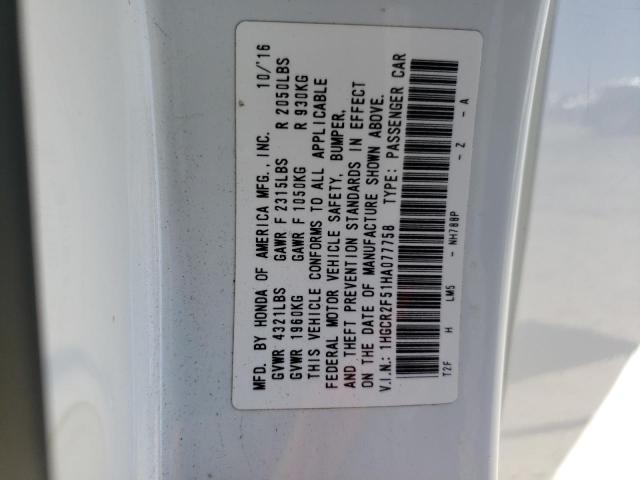 MFD. BY HONDA OF AMERICA MFG., INC. 10/'16
GVWR 4321LBS GAWR F 2315LBS R 2050LBS
GVWR 1960KG GAWR F 1050KG R 930KG
THIS VEHICLE CONFORMS TO ALL APPLICABLE
FEDERAL MOTOR VEHICLE SAFETY, BUMPER,
AND THEFT PREVENTION STANDARDS IN EFFECT
ON THE DATE OF MANUFACTURE SHOWN ABOVE.
V.I.N.: 1HGCR2F51HA077758 TYPE: PASSENGER CAR
T2F H LM5 - NH788P - Z - A